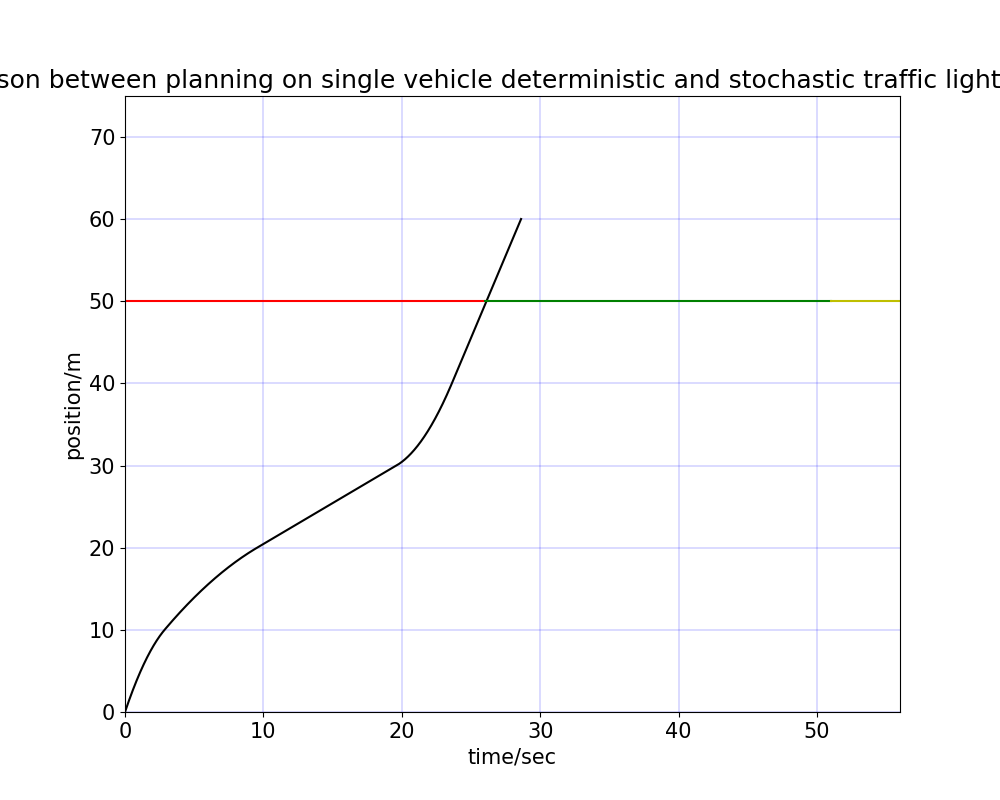 son between planning on single vehicle deterministic and stochastic traffic light
70
60
50
40
30
20
10
0
position/m
0 10 20 30 40 50
time/sec